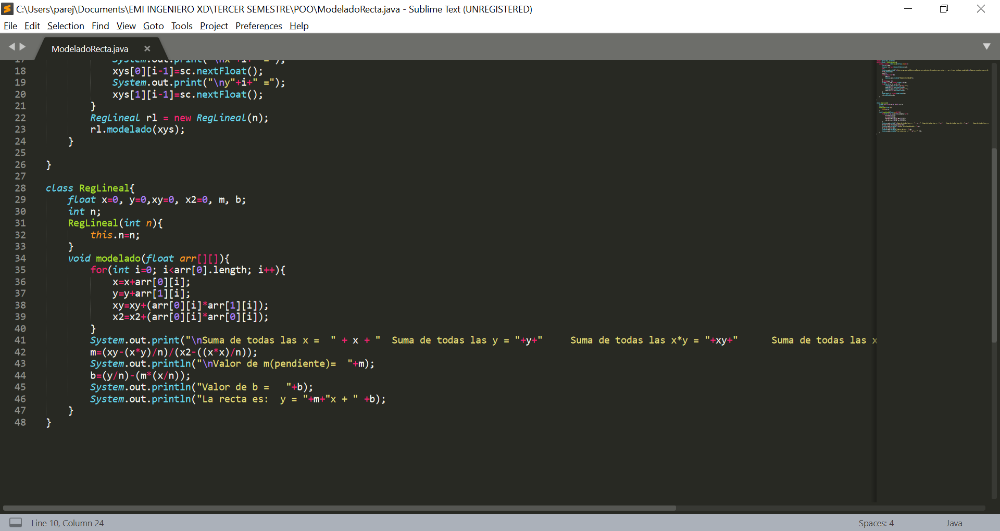 C:\Users\parej\Documents\EMI INGENIERO XD\TERCER SEMESTRE\POO\ModeladoRecta.java - Sublime Text (UNREGISTERED)
File Edit Selection Find View Goto Tools Project Preferences Help
ModeladoRecta.java
17 System.out.print("\nx"+i+" =");
18 xys[0][i-1]=sc.nextFloat();
19 System.out.print("\ny"+i+" =");
20 xys[1][i-1]=sc.nextFloat();
21 }
22 RegLineal rl = new RegLineal(n);
23 rl.modelado(xys);
24 }
25
26 }
27
28 class RegLineal{
29 float x=0, y=0,xy=0, x2=0, m, b;
30 int n;
31 RegLineal(int n){
32 this.n=n;
33 }
34 void modelado(float arr[][]){
35 for(int i=0; i<arr[0].length; i++){
36 x=x+arr[0][i];
37 y=y+arr[1][i];
38 xy=xy+(arr[0][i]*arr[1][i]);
39 x2=x2+(arr[0][i]*arr[0][i]);
40 }
41 System.out.print("\nSuma de todas las x =  " + x + "  Suma de todas las y = "+y+"     Suma de todas las x*y = "+xy+"      Suma de todas las x
42 m=(xy-(x*y)/n)/(x2-((x*x)/n));
43 System.out.println("\nValor de m(pendiente)=  "+m);
44 b=(y/n)-(m*(x/n));
45 System.out.println("Valor de b =   "+b);
46 System.out.println("La recta es:  y = "+m+"x + " +b);
47 }
48 }
Line 10, Column 24 Spaces: 4 Java